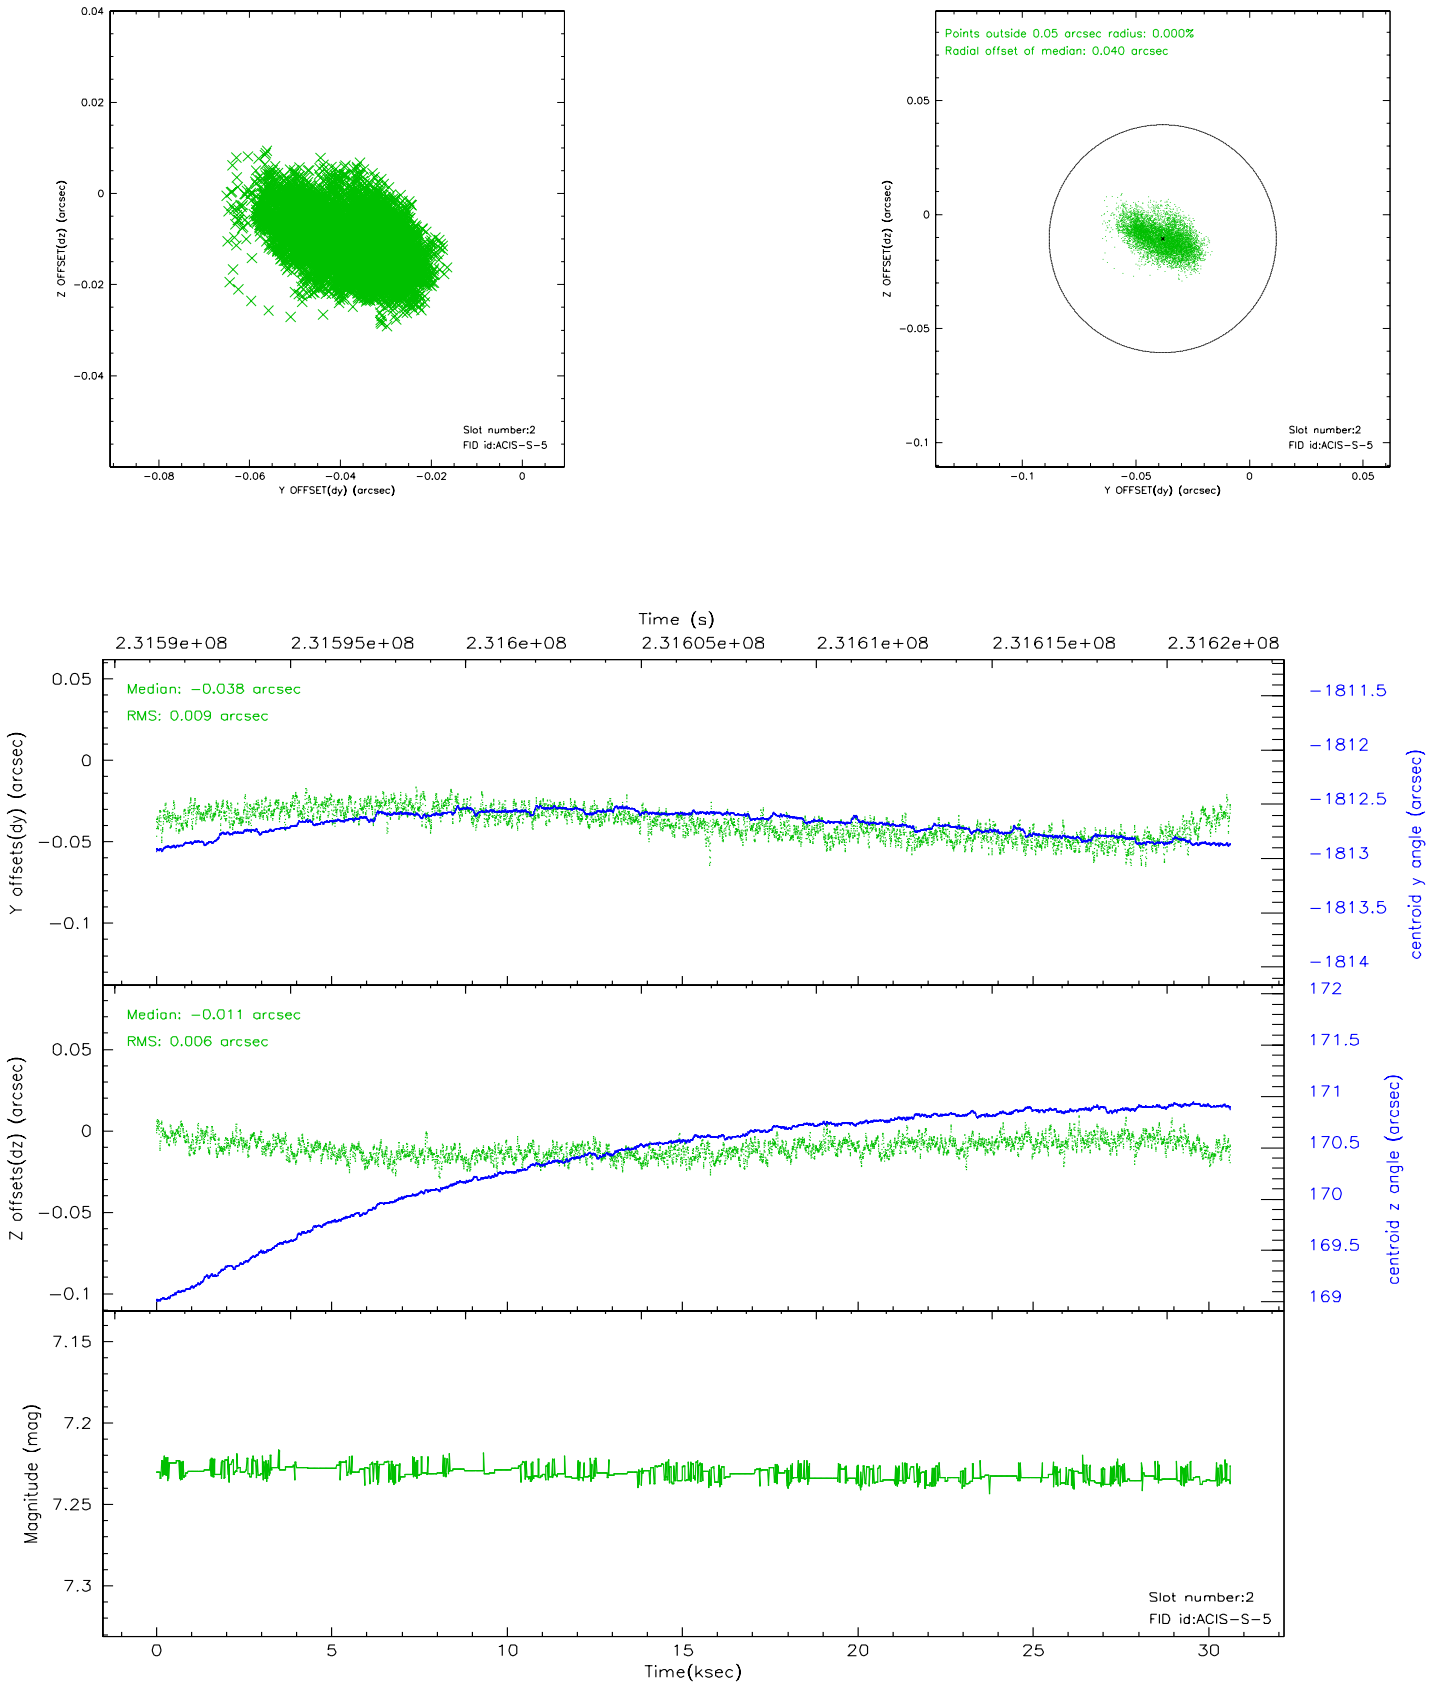 0.04
0.02
0
−0.02
−0.04
Z OFFSET(dz) (arcsec)
−0.08
−0.06
−0.04
−0.02
0
Y OFFSET(dy) (arcsec)
Slot number:2
FID id:ACIS−S−5
Points outside 0.05 arcsec radius: 0.000%
Radial offset of median: 0.040 arcsec
0.05
0
−0.05
−0.1
Z OFFSET(dz) (arcsec)
−0.1
−0.05
0
0.05
Y OFFSET(dy) (arcsec)
Slot number:2
FID id:ACIS−S−5
Time (s)
2.3159e+08
2.31595e+08
2.316e+08
2.31605e+08
2.3161e+08
2.31615e+08
2.3162e+08
Median: −0.038 arcsec
RMS: 0.009 arcsec
0.05
0
−0.05
−0.1
Y offsets(dy) (arcsec)
−1811.5
−1812
−1812.5
−1813
−1813.5
−1814
centroid y angle (arcsec)
Median: −0.011 arcsec
RMS: 0.006 arcsec
0.05
0
−0.05
−0.1
Z offsets(dz) (arcsec)
172
171.5
171
170.5
170
169.5
169
centroid z angle (arcsec)
7.15
7.2
7.25
7.3
Magnitude (mag)
Slot number:2
FID id:ACIS−S−5
0
5
10
15
20
25
30
Time(ksec)